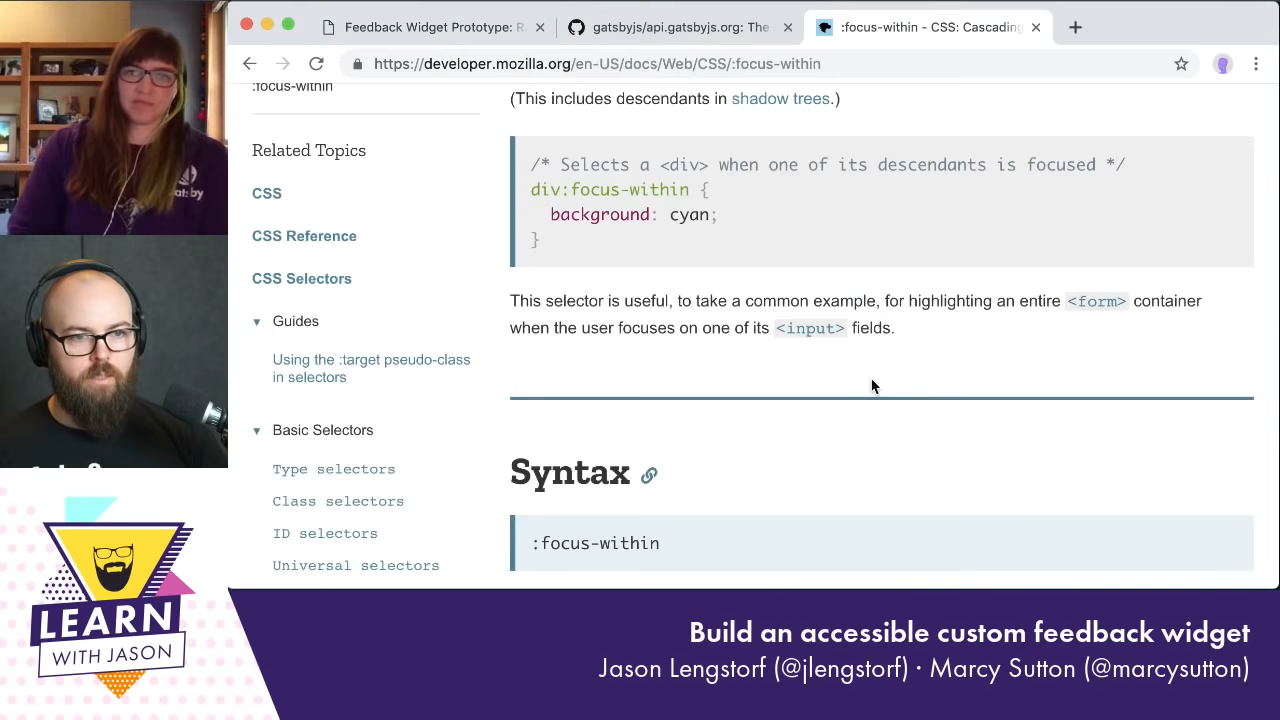 Feedback Widget Prototype: R
gatsbyjs/api.gatsbyjs.org: The
:focus-within - CSS: Cascading
https://developer.mozilla.org/en-US/docs/Web/CSS/:focus-within
:focus-within
Related Topics
CSS
CSS Reference
CSS Selectors
Guides
Using the :target pseudo-class
in selectors
Basic Selectors
Type selectors
Class selectors
ID selectors
Universal selectors
(This includes descendants in shadow trees.)
/* Selects a <div> when one of its descendants is focused */
div:focus-within {
background: cyan;
}
This selector is useful, to take a common example, for highlighting an entire <form> container
when the user focuses on one of its <input> fields.
Syntax
:focus-within
LEARN
WITH JASON
Build an accessible custom feedback widget
Jason Lengstorf (@jlengstorf) · Marcy Sutton (@marcysutton)